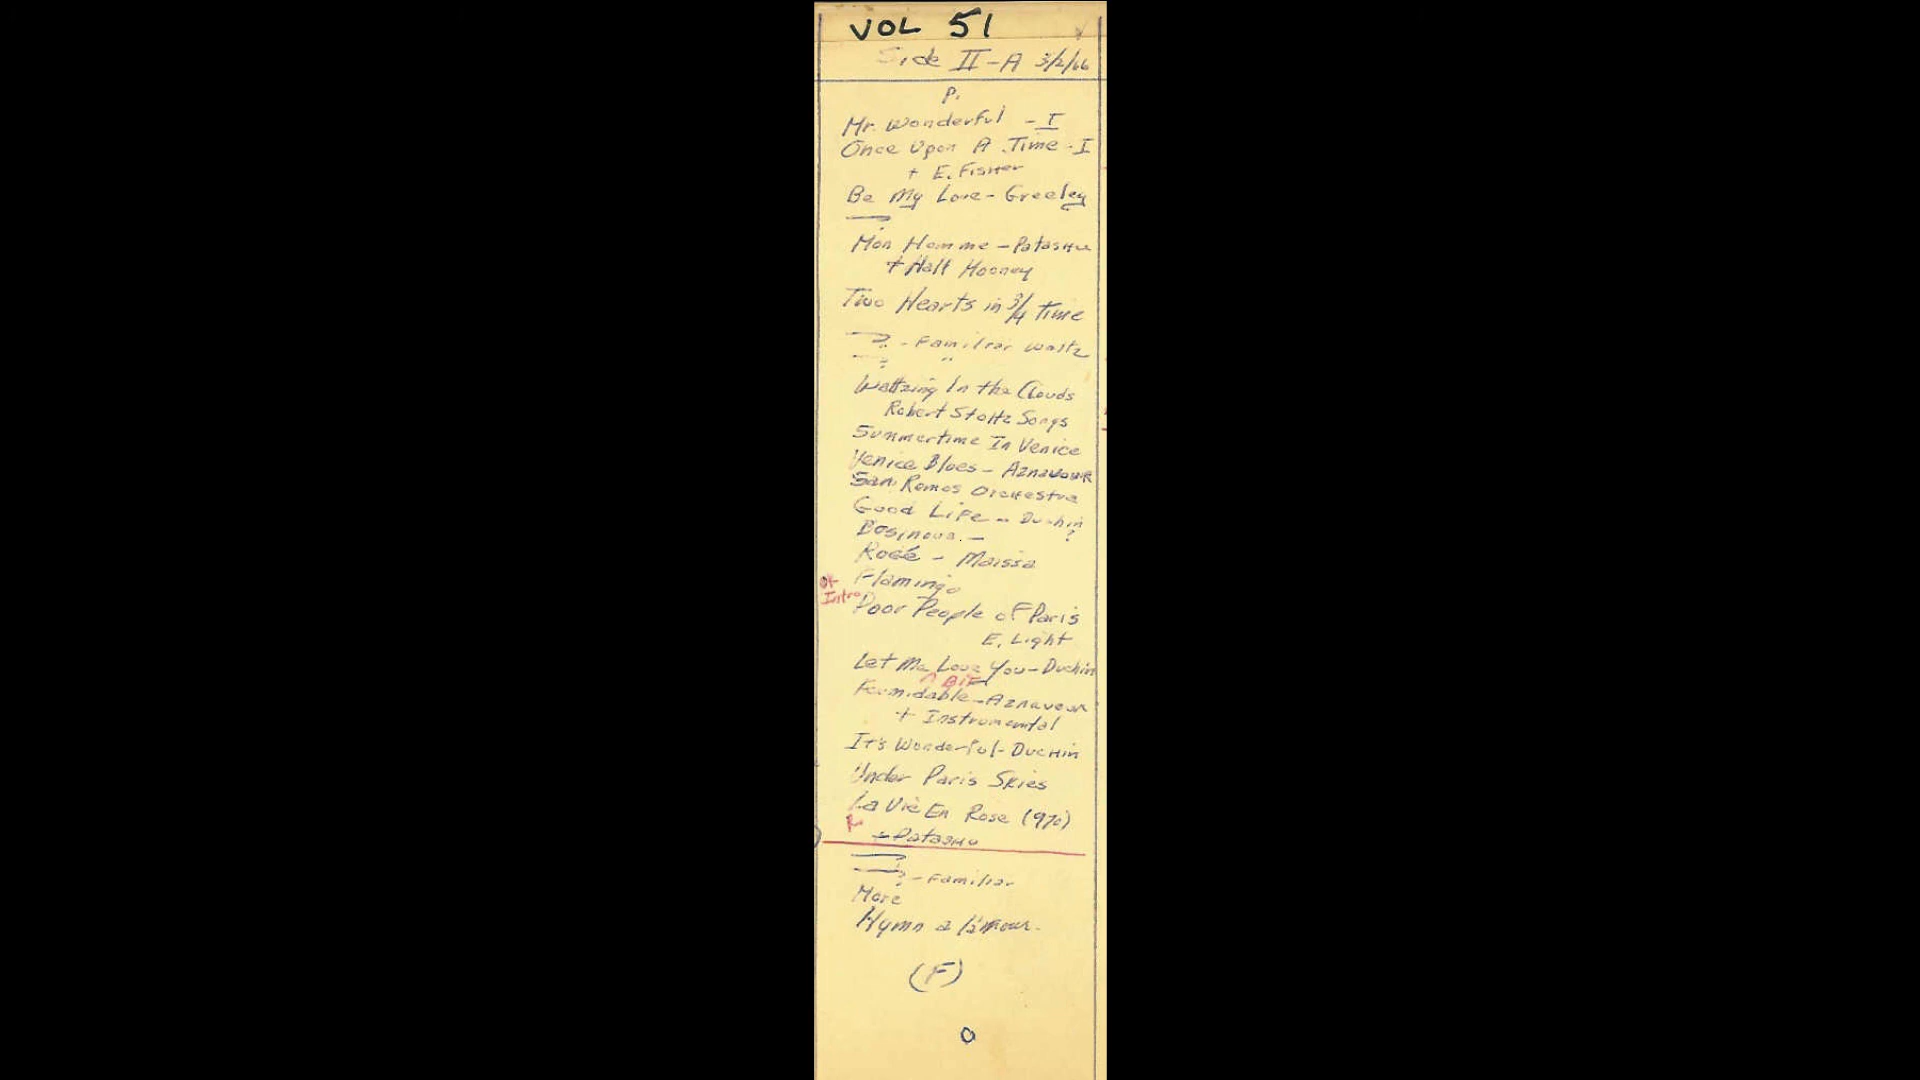 VOL 51
Side II-A 3/2/66
P.
Mr. Wonderful - I
Once Upon A Time - I
+ E. Fisher
Be My Love - Greeley
?
Mon Homme - Patashu
+ Half Mooney
Two Hearts in 3/4 Time
? - Familiar Waltz
? "
Waltzing In the Clouds
Robert Stoltz Songs
Summertime In Venice
Venice Blues - Aznavour
San Remos Orchestra
Good Life - Duchin
Bosinova - ?
- Maissa
Flamingo
Intro
Poor People of Paris
E. Light
Let Me Love You - Duchin
Formidable - Aznavour
+ Instrumental
It's Wonderful - Duchin
Under Paris Skies
La Vie En Rose (970)
R
+ Patashu
? - Familiar
More
Hymn a l'amour.
(F)
0